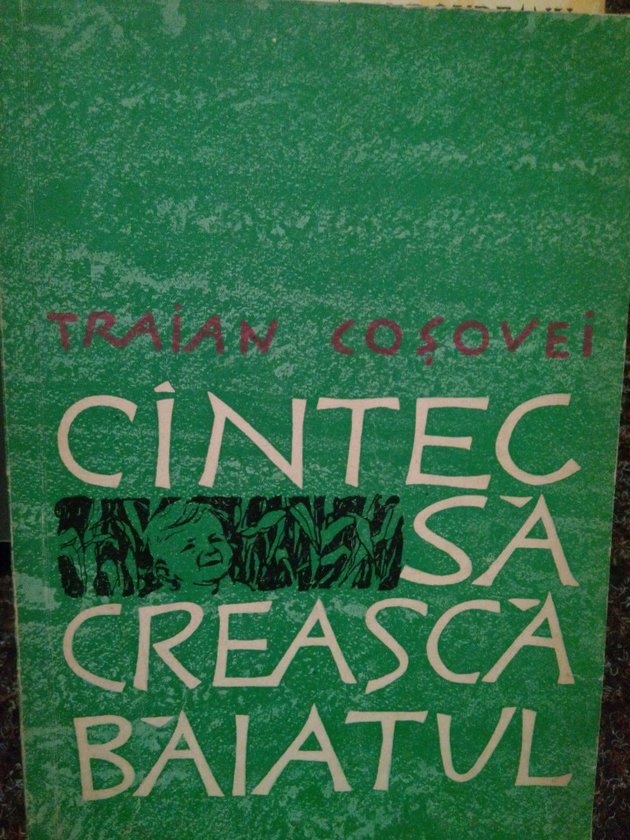 TRAiAN COȘOVEi
CÎNTEC
SĂ
CREASCĂ
BĂIATUL